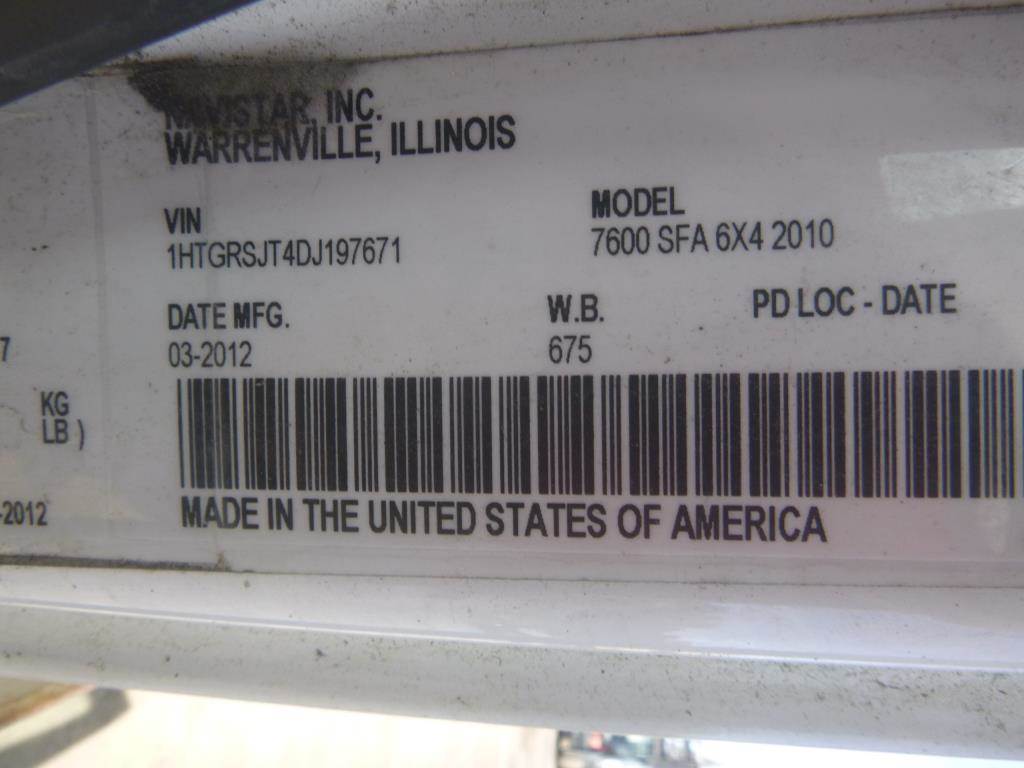 NAVISTAR, INC.
WARRENVILLE, ILLINOIS
VIN
1HTGRSJT4DJ197671
MODEL
7600 SFA 6X4 2010
DATE MFG.
03-2012
W.B.
675
PD LOC - DATE
7
KG
LB )
-2012
MADE IN THE UNITED STATES OF AMERICA